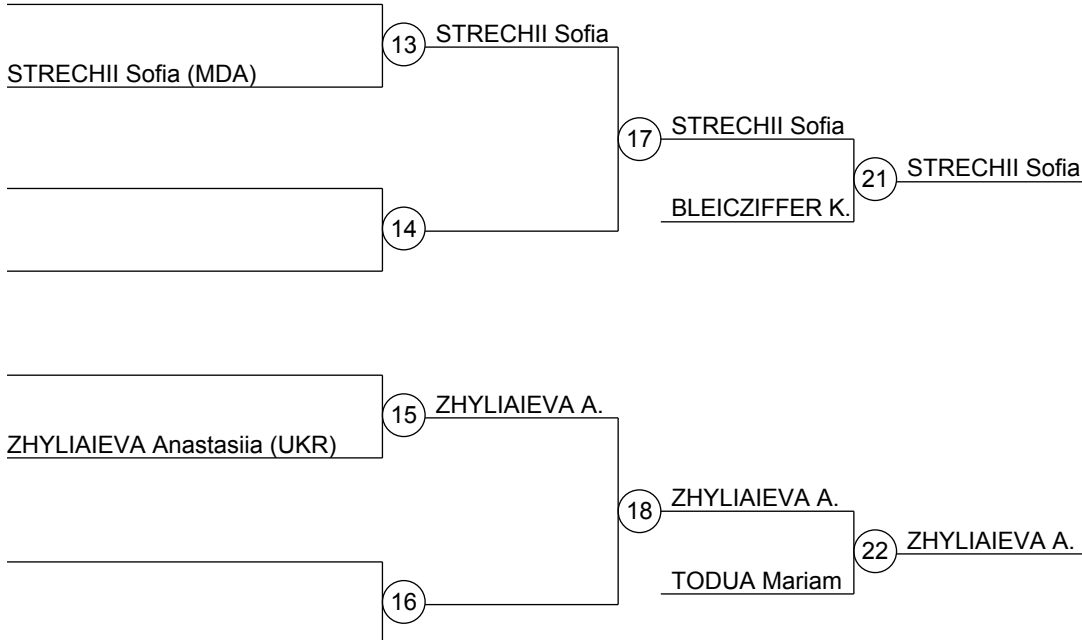 13 STRECHII Sofia
STRECHII Sofia (MDA)
17 STRECHII Sofia
21 STRECHII Sofia
BLEICZIFFER K.
14
15 ZHYLIAIEVA A.
ZHYLIAIEVA Anastasiia (UKR)
18 ZHYLIAIEVA A.
22 ZHYLIAIEVA A.
TODUA Mariam
16